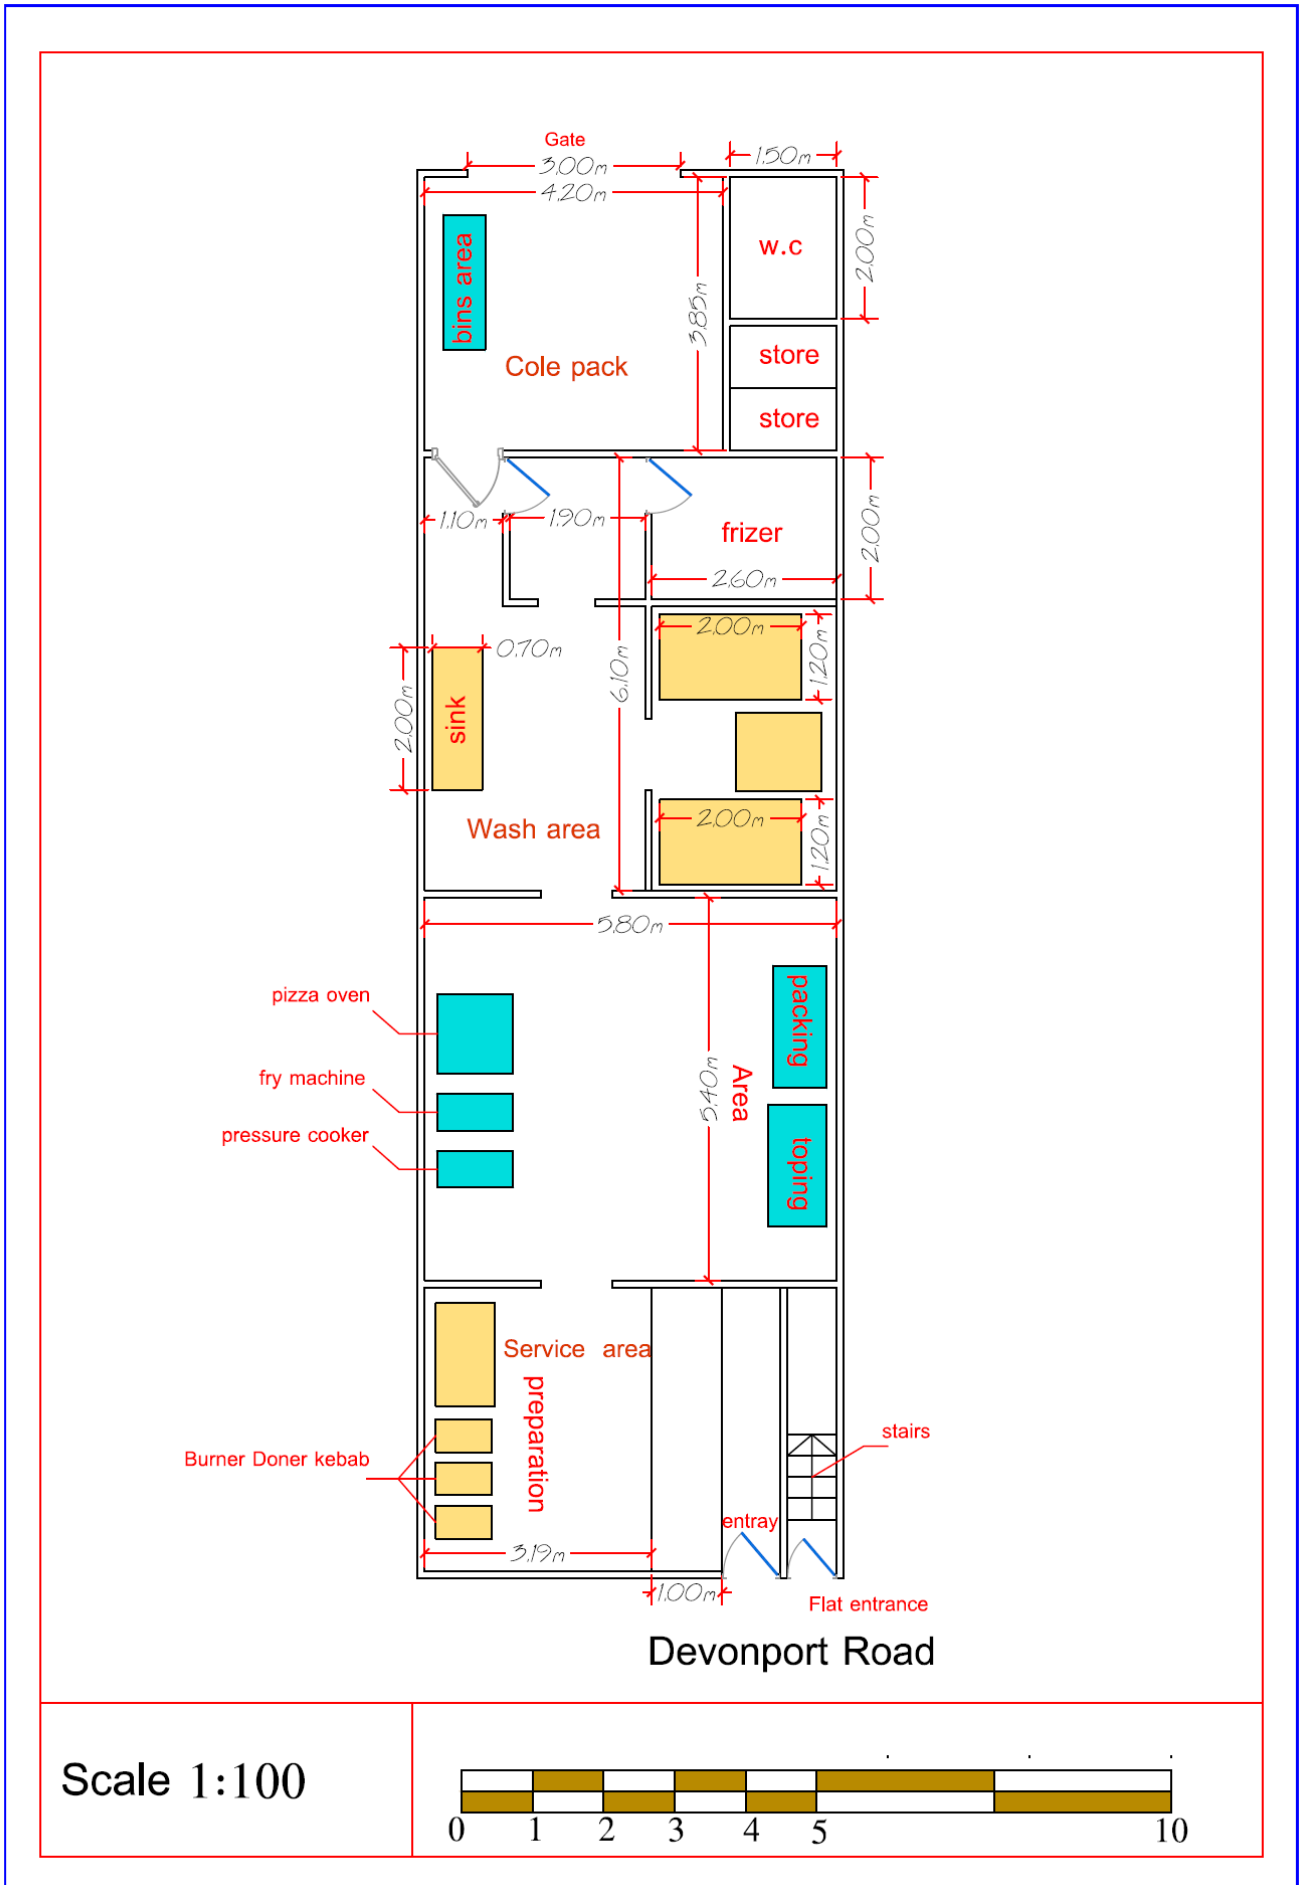 Gate
3.00m
1.50m
4.20m
w.c
2.00m
bins area
3.85m
store
Cole pack
store
1.10m
1.90m
frizer
2.00m
2.60m
2.00m
1.20m
0.70m
6.10m
sink
2.00m
Wash area
2.00m
1.20m
5.80m
pizza oven
packing
fry machine
5.40m
Area
pressure cooker
toping
Service area
preparation
stairs
Burner Doner kebab
entray
3.19m
1.00m
Flat entrance
Devonport Road
Scale 1:100
0 1 2 3 4 5 10